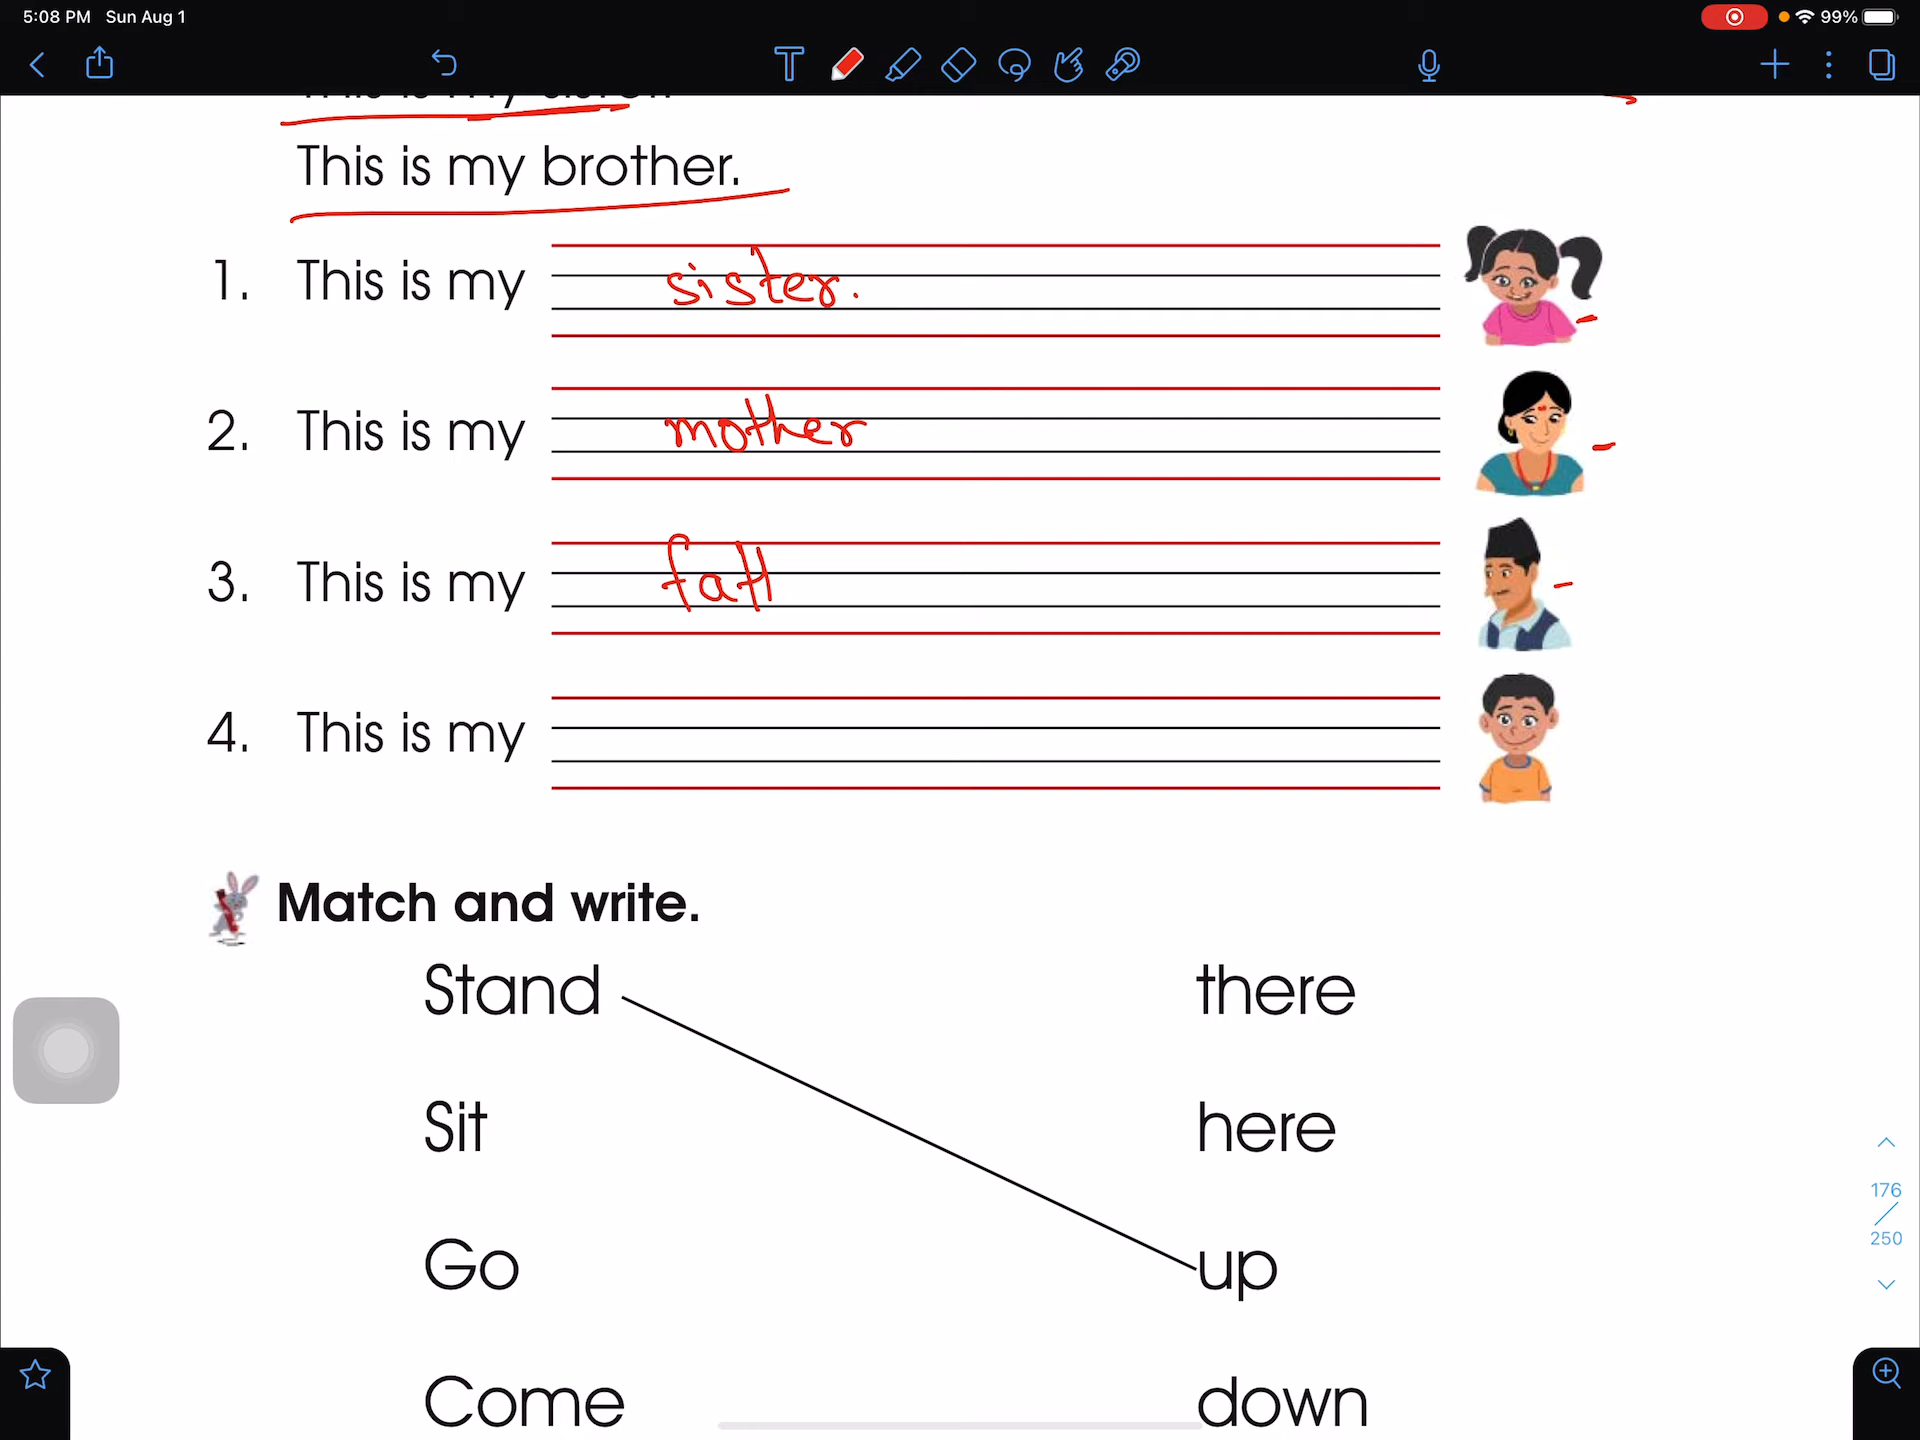 5:08 PM Sun Aug 1 99%
This is my brother.
1. This is my sister.
2. This is my mother
3. This is my fath
4. This is my
Match and write.
Stand there
Sit here
Go up
Come down
176
250